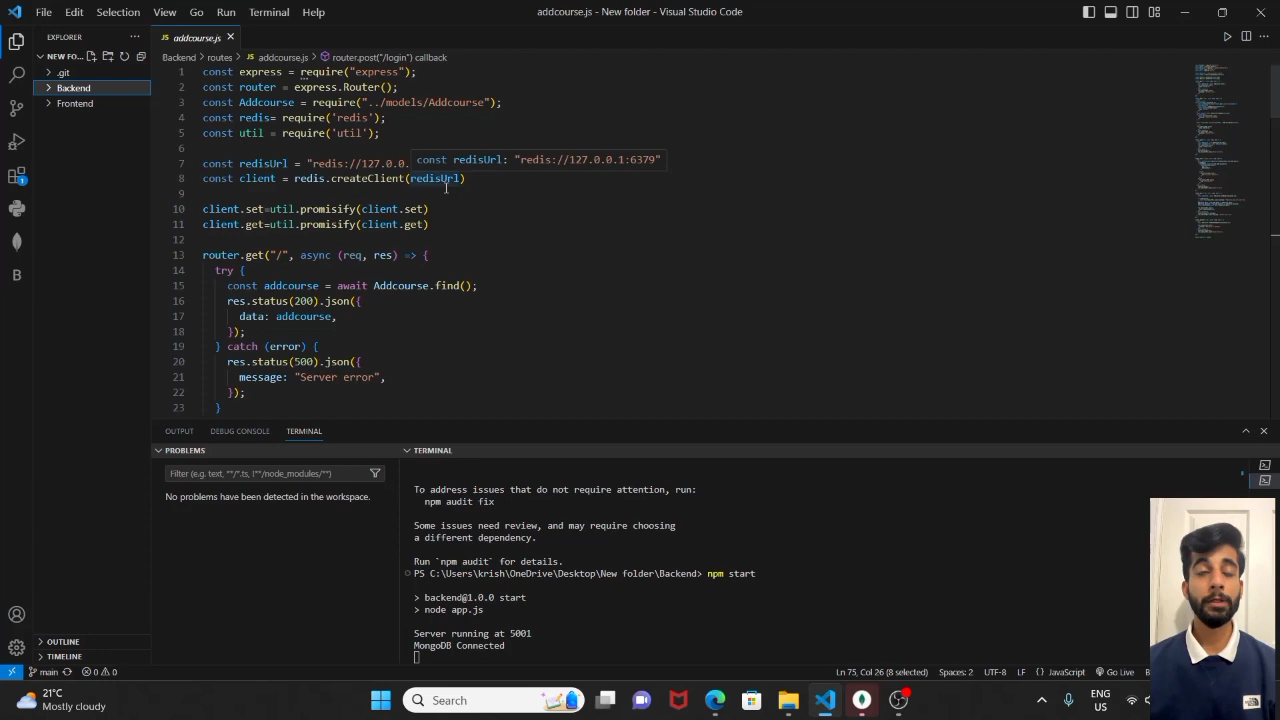 File Edit Selection View Go Run Terminal Help
addcourse.js - New folder - Visual Studio Code
EXPLORER
NEW FO...
.git
Backend
Frontend
OUTLINE
TIMELINE
addcourse.js
Backend > routes > addcourse.js > router.post("/login") callback
1 const express = require("express");
2 const router = express.Router();
3 const Addcourse = require("../models/Addcourse");
4 const redis= require('redis');
5 const util = require('util');
6
7 const redisUrl = "redis://127.0.0.
const redisUrl: "redis://127.0.0.1:6379"
8 const client = redis.createClient(redisUrl)
9
10 client.set=util.promisify(client.set)
11 client.get=util.promisify(client.get)
12
13 router.get("/", async (req, res) => {
14 try {
15 const addcourse = await Addcourse.find();
16 res.status(200).json({
17 data: addcourse,
18 });
19 } catch (error) {
20 res.status(500).json({
21 message: "Server error",
22 });
23 }
OUTPUT DEBUG CONSOLE TERMINAL
PROBLEMS
Filter (e.g. text, **/*.ts, !**/node_modules/**)
No problems have been detected in the workspace.
TERMINAL
To address issues that do not require attention, run:
npm audit fix
Some issues need review, and may require choosing
a different dependency.
Run `npm audit` for details.
PS C:\Users\krish\OneDrive\Desktop\New folder\Backend> npm start
> backend@1.0.0 start
> node app.js
Server running at 5001
MongoDB Connected
main 0 0
Ln 75, Col 26 (8 selected) Spaces: 2 UTF-8 LF { } JavaScript Go Live
21°C
Mostly cloudy
Search
ENG
US